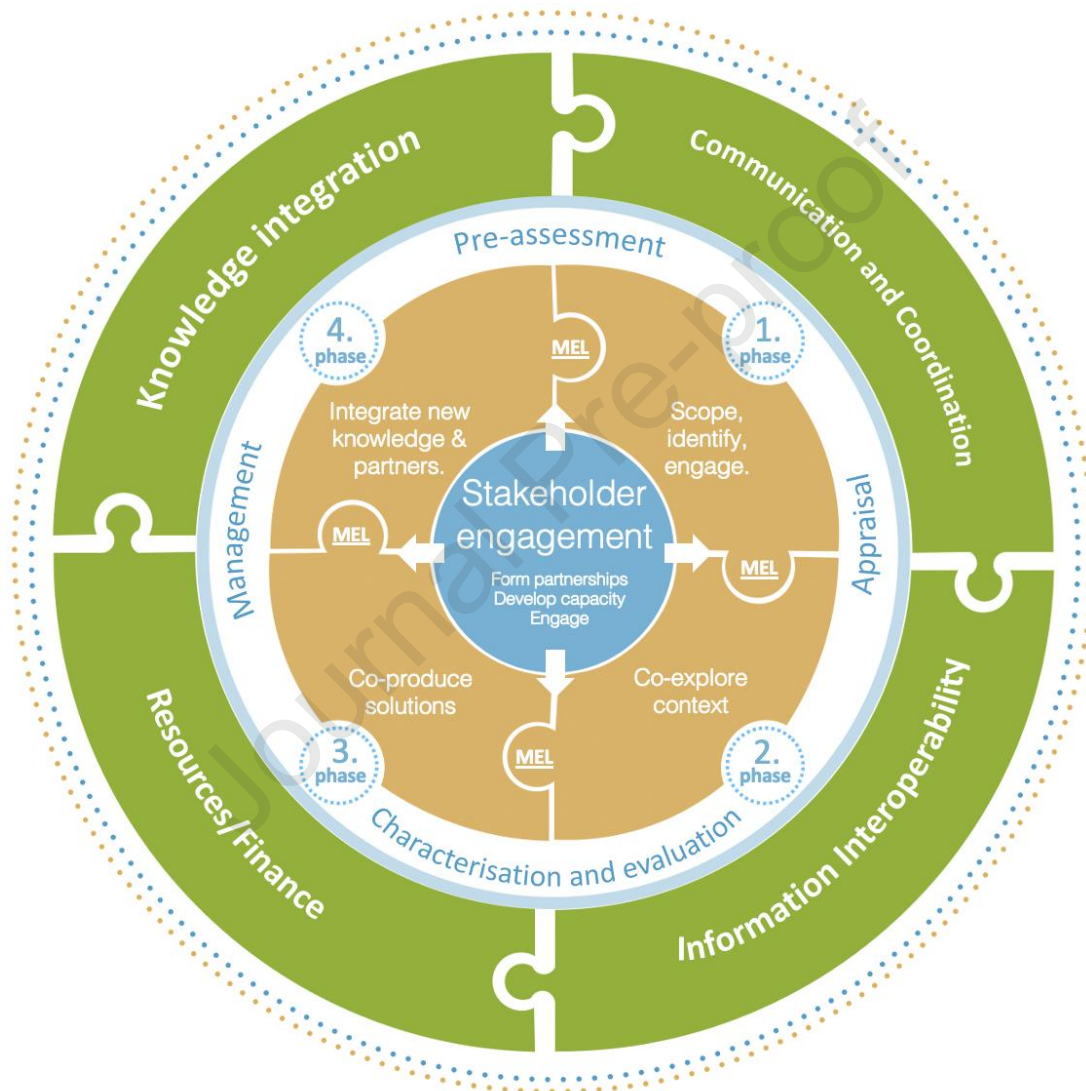 Knowledge integration
Communication and Coordination
Pre-assessment
4.
phase
1.
phase
MEL
Integrate new
knowledge &
partners.
Scope,
identify,
engage.
Management
Appraisal
Stakeholder
engagement
Form partnerships
Develop capacity
Engage
MEL
MEL
Co-produce
solutions
Co-explore
context
MEL
3.
phase
2.
phase
Characterisation and evaluation
Resources/Finance
Information Interoperability
Journal Pre-proof